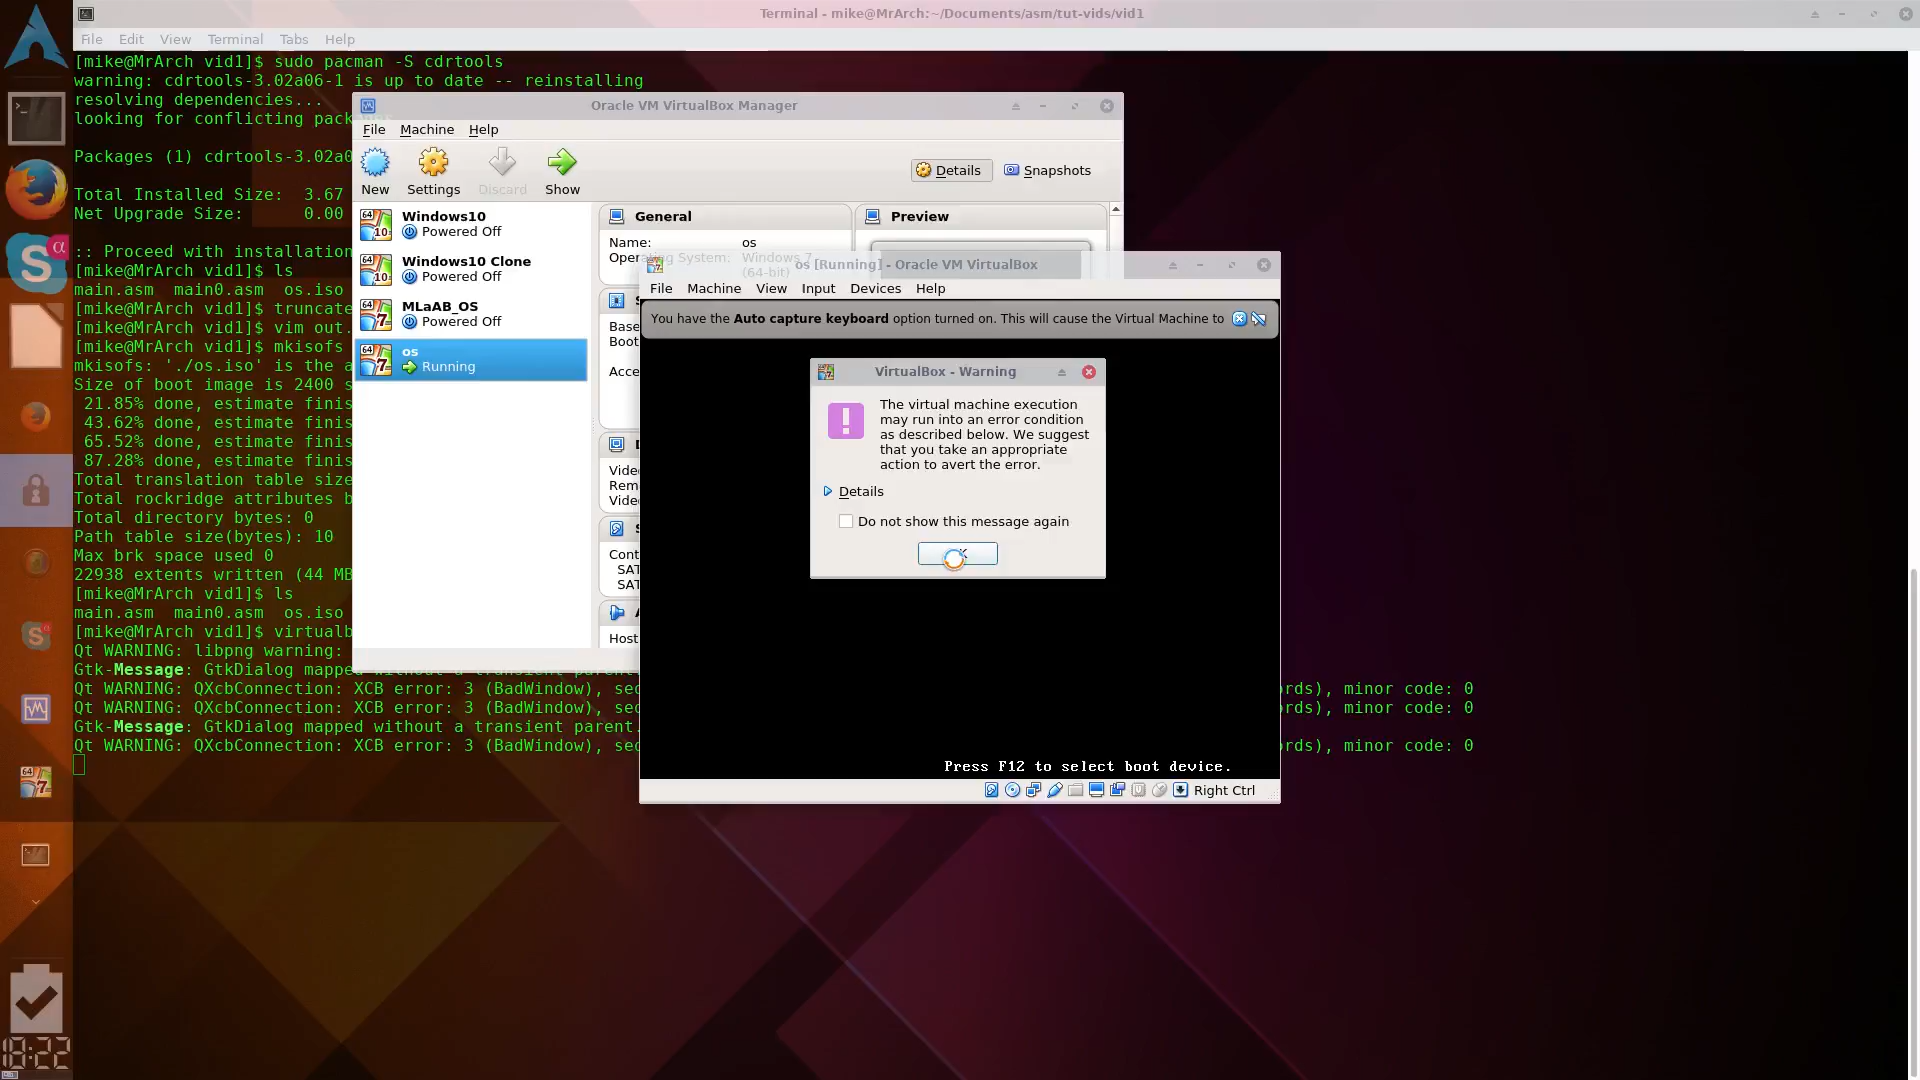 Terminal - mike@MrArch:~/Documents/asm/tut-vids/vid1
File Edit View Terminal Tabs Help
[mike@MrArch vid1]$ sudo pacman -S cdrtools
warning: cdrtools-3.02a06-1 is up to date -- reinstalling
resolving dependencies...
looking for conflicting pack
Packages (1) cdrtools-3.02a0
Total Installed Size: 3.67
Net Upgrade Size: 0.00
:: Proceed with installation
[mike@MrArch vid1]$ ls
main.asm main0.asm os.iso
[mike@MrArch vid1]$ truncate
[mike@MrArch vid1]$ vim out.
[mike@MrArch vid1]$ mkisofs
mkisofs: './os.iso' is the a
Size of boot image is 2400 s
21.85% done, estimate finis
43.62% done, estimate finis
65.52% done, estimate finis
87.28% done, estimate finis
Total translation table size
Total rockridge attributes b
Total directory bytes: 0
Path table size(bytes): 10
Max brk space used 0
22938 extents written (44 MB
[mike@MrArch vid1]$ ls
main.asm main0.asm os.iso
[mike@MrArch vid1]$ virtualb
Qt WARNING: libpng warning:
Gtk-Message: GtkDialog mapped without a transient parent.
Qt WARNING: QXcbConnection: XCB error: 3 (BadWindow), seq
rds), minor code: 0
Qt WARNING: QXcbConnection: XCB error: 3 (BadWindow), seq
rds), minor code: 0
Gtk-Message: GtkDialog mapped without a transient parent.
Qt WARNING: QXcbConnection: XCB error: 3 (BadWindow), seq
rds), minor code: 0
Oracle VM VirtualBox Manager
File Machine Help
New Settings Discard Show
Details Snapshots
Windows10
Powered Off
Windows10 Clone
Powered Off
MLaAB_OS
Powered Off
os
Running
General
Name: os
Operating System: Windows 7
(64-bit)
Preview
Base
Boot
Acce
Vide
Rem
Vide
Cont
SAT
SAT
Host
os [Running] - Oracle VM VirtualBox
File Machine View Input Devices Help
You have the Auto capture keyboard option turned on. This will cause the Virtual Machine to
VirtualBox - Warning
The virtual machine execution
may run into an error condition
as described below. We suggest
that you take an appropriate
action to avert the error.
Details
Do not show this message again
Press F12 to select boot device.
Right Ctrl
18:22